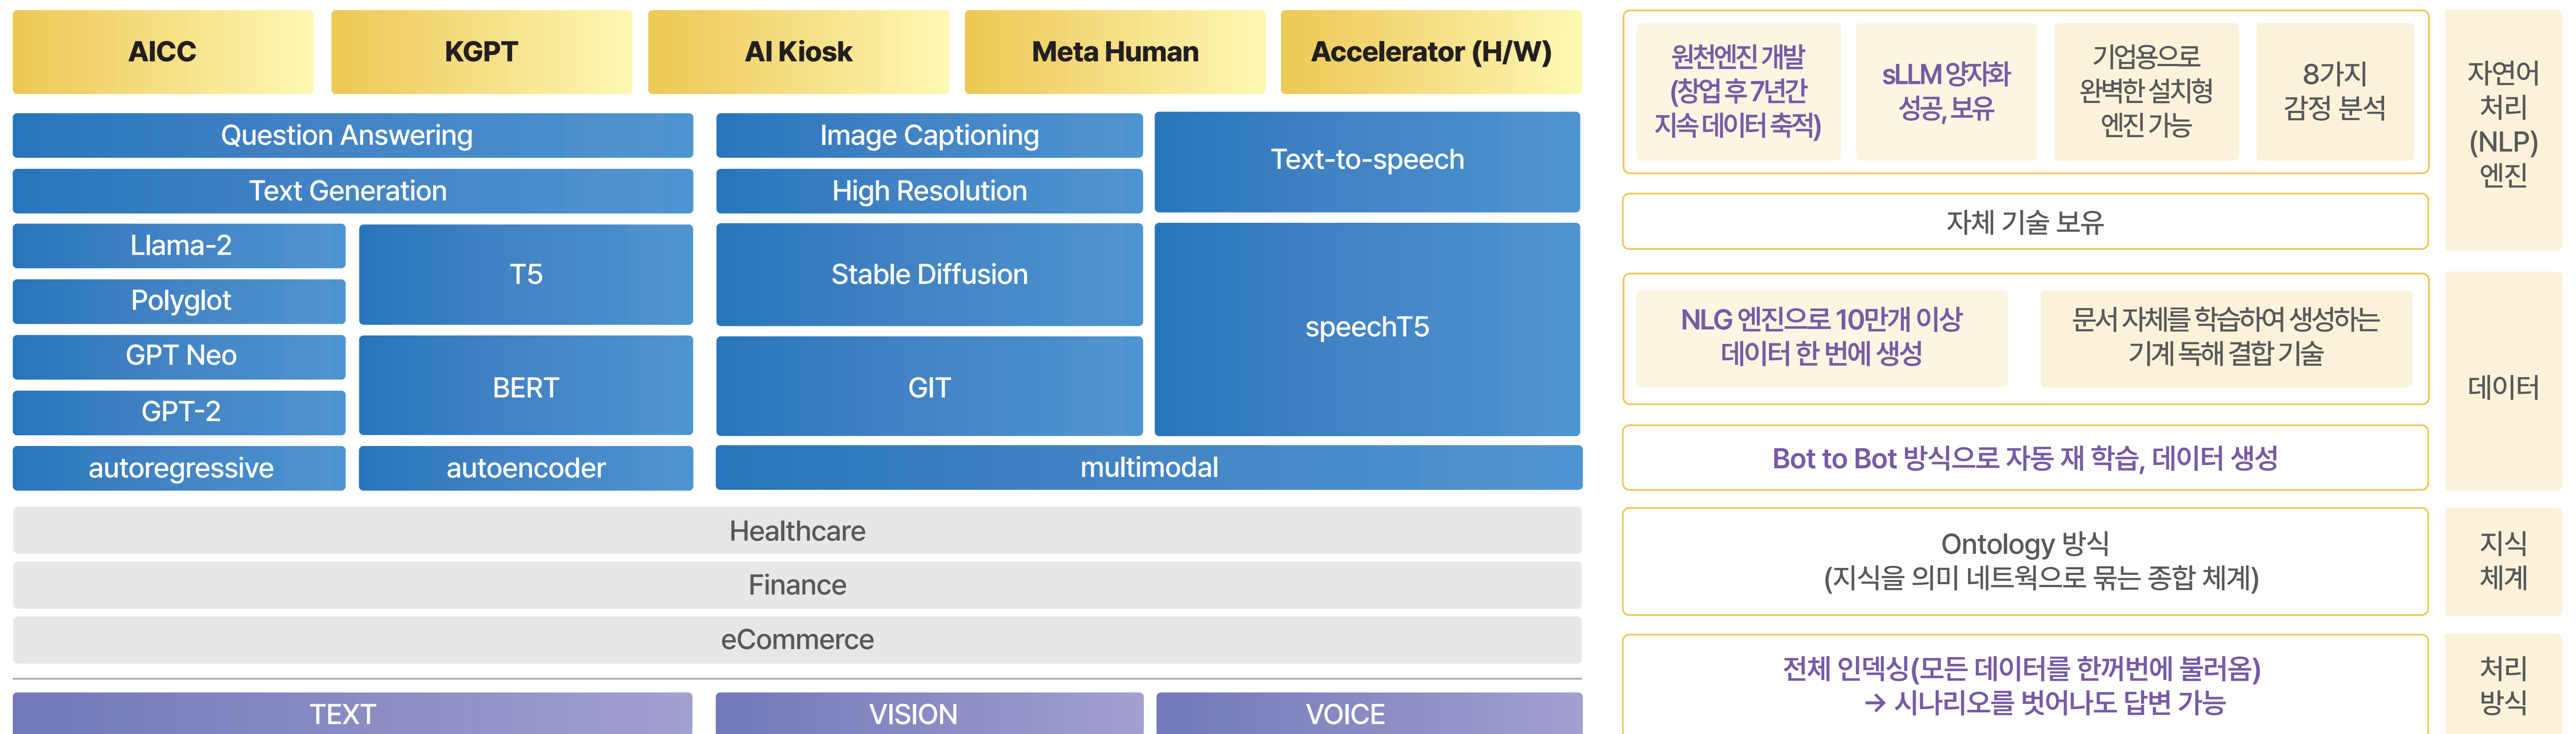 AICC
KGPT
AI Kiosk
Meta Human
Accelerator (H/W)
Question Answering
Text Generation
Llama-2
Polyglot
GPT Neo
GPT-2
autoregressive
T5
BERT
autoencoder
Image Captioning
High Resolution
Stable Diffusion
GIT
Text-to-speech
speechT5
multimodal
Healthcare
Finance
eCommerce
TEXT
VISION
VOICE
원천엔진 개발
(창업 후 7년간
지속 데이터 축적)
sLLM 양자화
성공, 보유
기업용으로
완벽한 설치형
엔진 가능
8가지
감정 분석
자체 기술 보유
자연어
처리
(NLP)
엔진
NLG 엔진으로 10만개 이상
데이터 한 번에 생성
문서 자체를 학습하여 생성하는
기계 독해 결합 기술
Bot to Bot 방식으로 자동 재 학습, 데이터 생성
데이터
Ontology 방식
(지식을 의미 네트웍으로 묶는 종합 체계)
지식
체계
전체 인덱싱(모든 데이터를 한꺼번에 불러옴)
→ 시나리오를 벗어나도 답변 가능
처리
방식